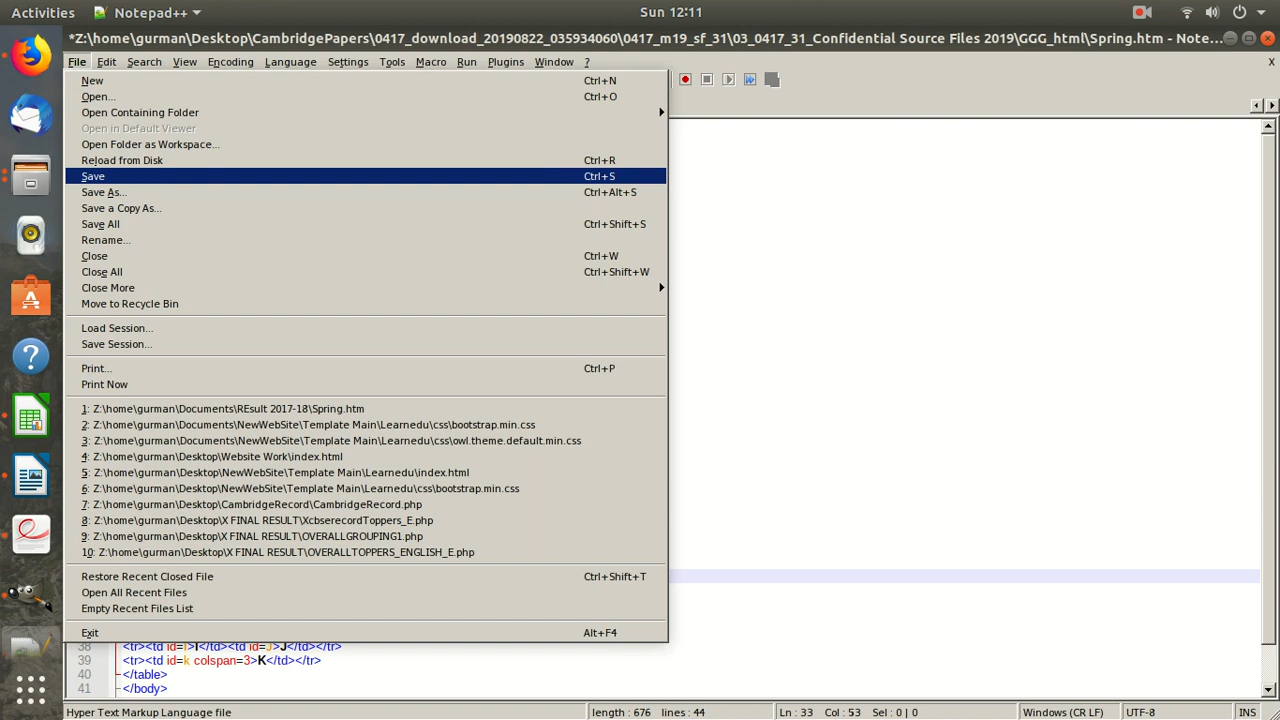 Activities Notepad++ Sun 12:11
*Z:\home\gurman\Desktop\CambridgePapers\0417_download_20190822_035934060\0417_m19_sf_31\03_0417_31_Confidential Source Files 2019\GGG_html\Spring.htm - Note...
File Edit Search View Encoding Language Settings Tools Macro Run Plugins Window ? X
New Ctrl+N
Open... Ctrl+O
Open Containing Folder
Open in Default Viewer
Open Folder as Workspace...
Reload from Disk Ctrl+R
Save Ctrl+S
Save As... Ctrl+Alt+S
Save a Copy As...
Save All Ctrl+Shift+S
Rename...
Close Ctrl+W
Close All Ctrl+Shift+W
Close More
Move to Recycle Bin
Load Session...
Save Session...
Print... Ctrl+P
Print Now
1: Z:\home\gurman\Documents\REsult 2017-18\Spring.htm
2: Z:\home\gurman\Documents\NewWebSite\Template Main\Learnedu\css\bootstrap.min.css
3: Z:\home\gurman\Documents\NewWebSite\Template Main\Learnedu\css\owl.theme.default.min.css
4: Z:\home\gurman\Desktop\Website Work\index.html
5: Z:\home\gurman\Desktop\NewWebSite\Template Main\Learnedu\index.html
6: Z:\home\gurman\Desktop\NewWebSite\Template Main\Learnedu\css\bootstrap.min.css
7: Z:\home\gurman\Desktop\CambridgeRecord\CambridgeRecord.php
8: Z:\home\gurman\Desktop\X FINAL RESULT\XcbserecordToppers_E.php
9: Z:\home\gurman\Desktop\X FINAL RESULT\OVERALLGROUPING1.php
10: Z:\home\gurman\Desktop\X FINAL RESULT\OVERALLTOPPERS_ENGLISH_E.php
Restore Recent Closed File Ctrl+Shift+T
Open All Recent Files
Empty Recent Files List
Exit Alt+F4
38 <tr><td id=i>I</td><td id=J>J</td></tr>
39 <tr><td id=k colspan=3>K</td></tr>
40 </table>
41 </body>
Hyper Text Markup Language file length : 676 lines : 44 Ln : 33 Col : 53 Sel : 0 | 0 Windows (CR LF) UTF-8 INS